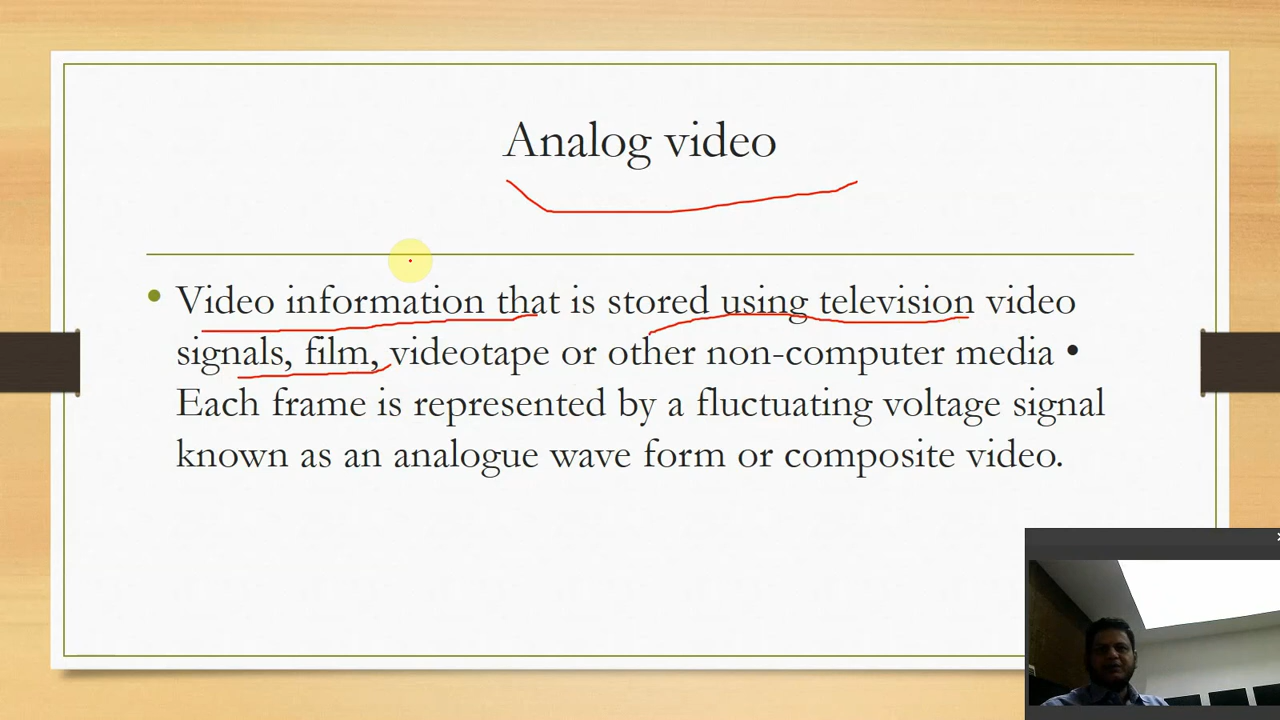 Analog video
• Video information that is stored using television video
signals, film, videotape or other non-computer media •
Each frame is represented by a fluctuating voltage signal
known as an analogue wave form or composite video.